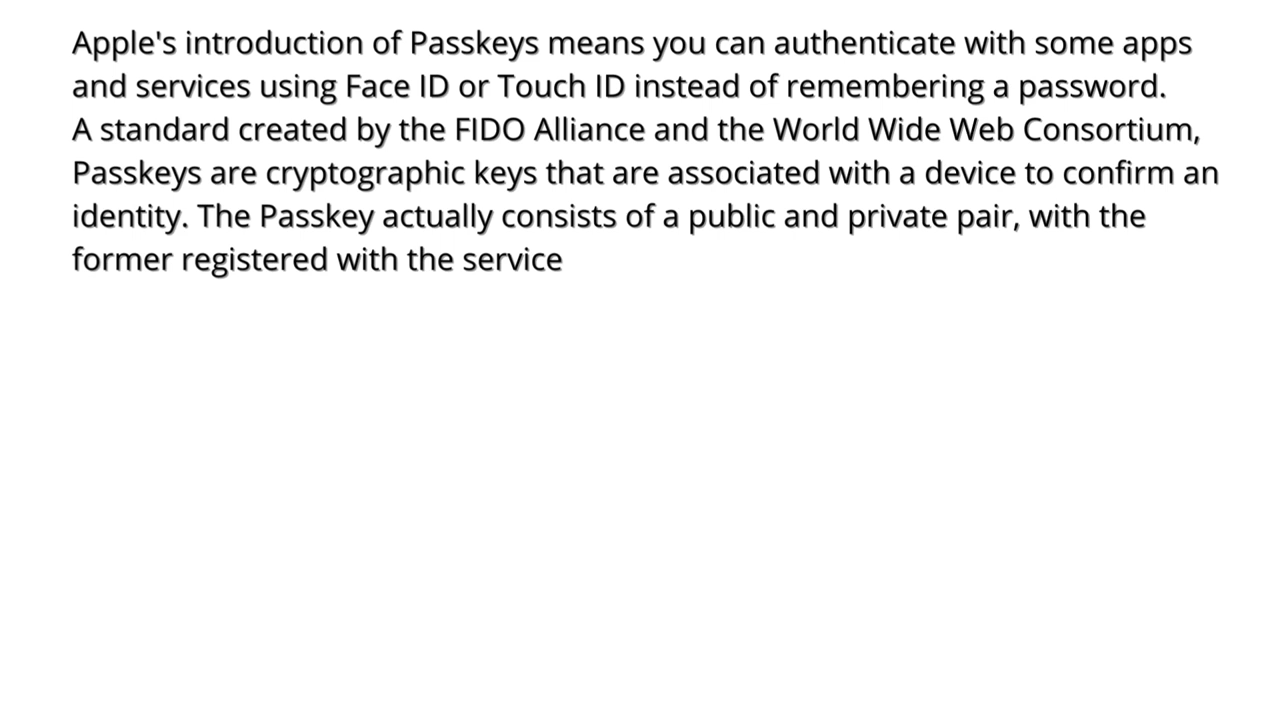 Apple's introduction of Passkeys means you can authenticate with some apps
and services using Face ID or Touch ID instead of remembering a password.
A standard created by the FIDO Alliance and the World Wide Web Consortium,
Passkeys are cryptographic keys that are associated with a device to confirm an
identity. The Passkey actually consists of a public and private pair, with the
former registered with the service